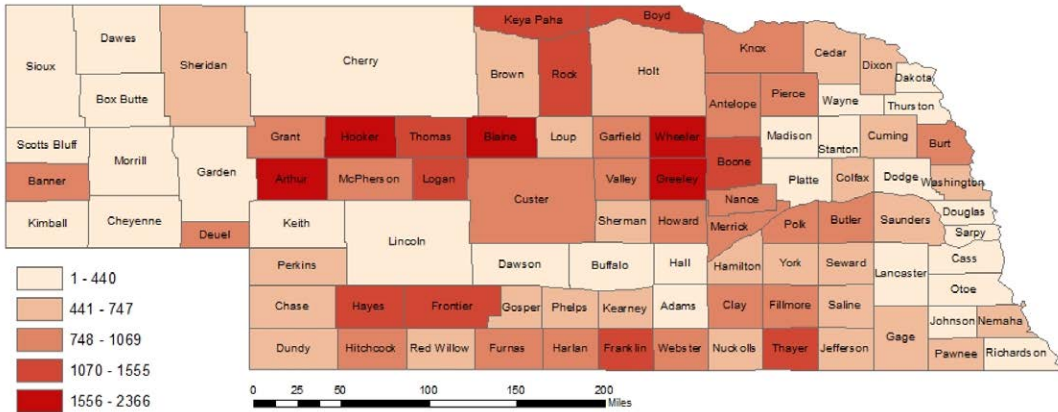 Keya Paha
Boyd
Dawes
Sioux
Sheridan
Cherry
Brown
Rock
Holt
Knox
Cedar
Dixon
Dakota
Box Butte
Antelope
Pierce
Wayne
Thurston
Scotts Bluff
Morrill
Garden
Grant
Hooker
Thomas
Blaine
Loup
Garfield
Wheeler
Madison
Stanton
Cuming
Burt
Banner
Arthur
McPherson
Logan
Custer
Valley
Greeley
Boone
Platte
Colfax
Dodge
Washington
Kimball
Cheyenne
Deuel
Keith
Lincoln
Sherman
Howard
Nance
Merrick
Polk
Butler
Saunders
Douglas
Sarpy
Perkins
Dawson
Buffalo
Hall
Hamilton
York
Seward
Lancaster
Cass
Otoe
Chase
Hayes
Frontier
Gosper
Phelps
Kearney
Adams
Clay
Fillmore
Saline
Johnson
Nemaha
Dundy
Hitchcock
Red Willow
Furnas
Harlan
Franklin
Webster
Nuckolls
Thayer
Jefferson
Gage
Pawnee
Richardson
1 - 440
441 - 747
748 - 1069
1070 - 1555
1556 - 2366
0 25 50 100 150 200
Miles